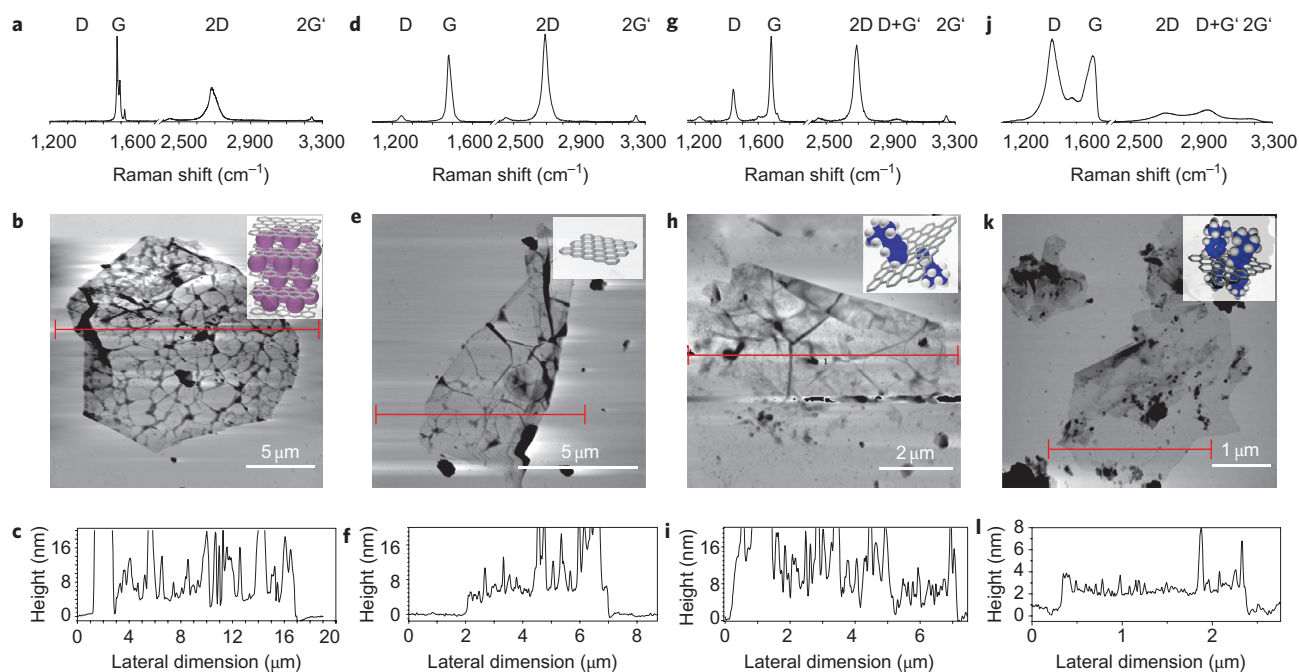 a D G 2D 2G‘
1,200 1,600 2,500 2,900 3,300
Raman shift (cm–1)
d D G 2D 2G‘
1,200 1,600 2,500 2,900 3,300
Raman shift (cm–1)
g D G 2D D+G‘ 2G‘
1,200 1,600 2,500 2,900 3,300
Raman shift (cm–1)
j D G 2D D+G‘ 2G‘
1,200 1,600 2,500 2,900 3,300
Raman shift (cm–1)
b
5 μm
e
5 μm
h
1
2 μm
k
1 μm
c
Height (nm)
16
8
0
0 4 8 12 16 20
Lateral dimension (μm)
f
Height (nm)
16
8
0
0 2 4 6 8
Lateral dimension (μm)
i
Height (nm)
16
8
0
0 2 4 6
Lateral dimension (μm)
l
Height (nm)
8
6
4
2
0
0 1 2
Lateral dimension (μm)